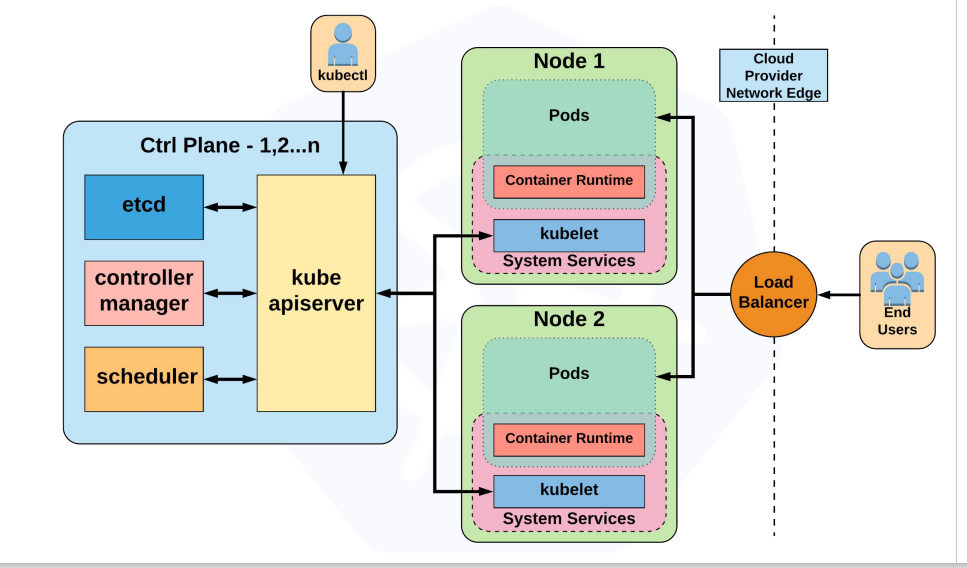 kubectl
Ctrl Plane - 1,2...n
etcd
controller
manager
scheduler
kube
apiserver
Node 1
Pods
Container Runtime
kubelet
System Services
Node 2
Pods
Container Runtime
kubelet
System Services
Cloud
Provider
Network Edge
Load
Balancer
End
Users